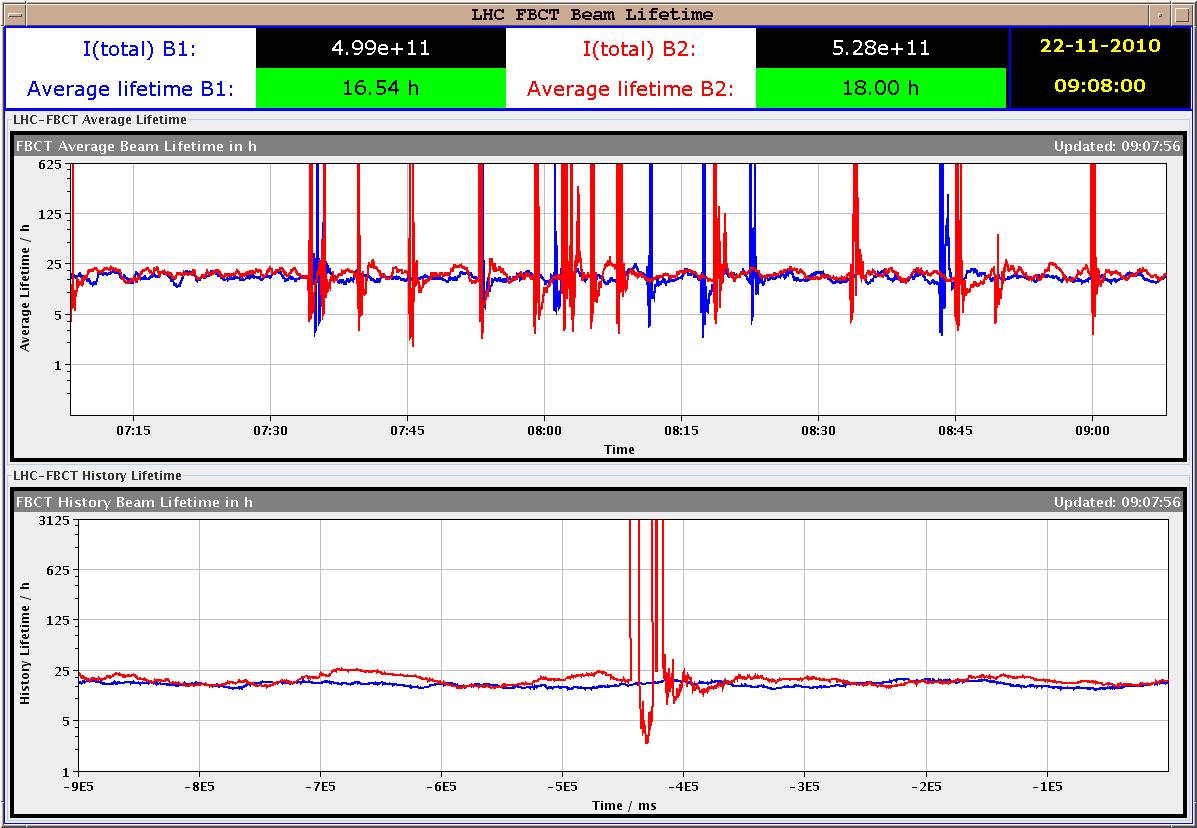 LHC FBCT Beam Lifetime
I(total) B1: 4.99e+11 I(total) B2: 5.28e+11 22-11-2010
Average lifetime B1: 16.54 h Average lifetime B2: 18.00 h 09:08:00
LHC-FBCT Average Lifetime
FBCT Average Beam Lifetime in h Updated: 09:07:56
625
125
25
5
1
Average Lifetime / h
07:15 07:30 07:45 08:00 08:15 08:30 08:45 09:00
Time
LHC-FBCT History Lifetime
FBCT History Beam Lifetime in h Updated: 09:07:56
3125
625
125
25
5
1
History Lifetime / h
-9E5 -8E5 -7E5 -6E5 -5E5 -4E5 -3E5 -2E5 -1E5
Time / ms